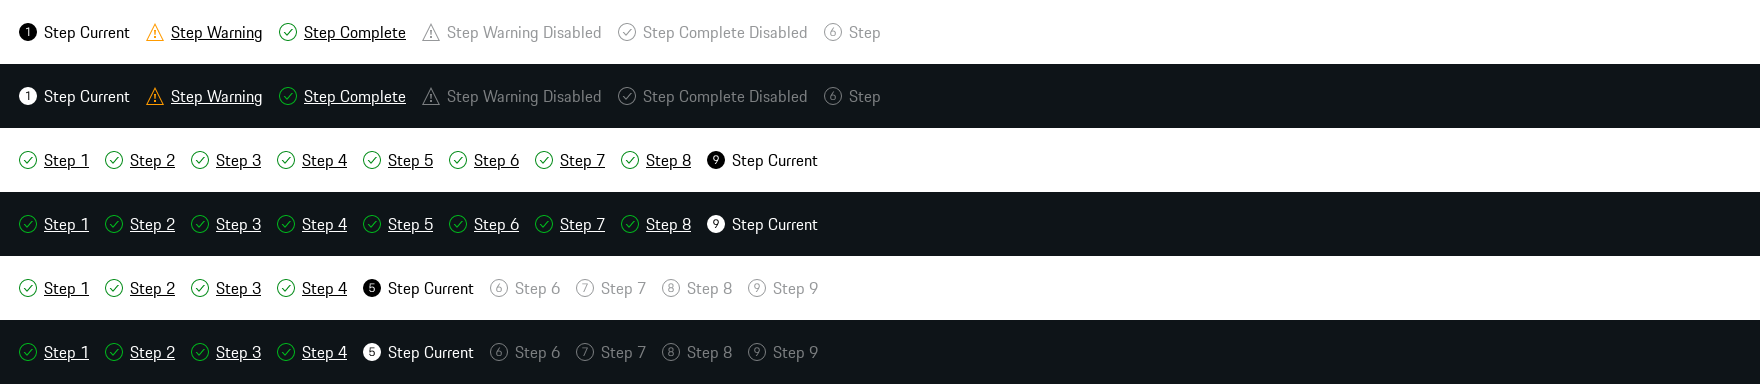 1 Step Current Step Warning Step Complete Step Warning Disabled Step Complete Disabled 6 Step
1 Step Current Step Warning Step Complete Step Warning Disabled Step Complete Disabled 6 Step
Step 1 Step 2 Step 3 Step 4 Step 5 Step 6 Step 7 Step 8 9 Step Current
Step 1 Step 2 Step 3 Step 4 Step 5 Step 6 Step 7 Step 8 9 Step Current
Step 1 Step 2 Step 3 Step 4 5 Step Current 6 Step 6 7 Step 7 8 Step 8 9 Step 9
Step 1 Step 2 Step 3 Step 4 5 Step Current 6 Step 6 7 Step 7 8 Step 8 9 Step 9